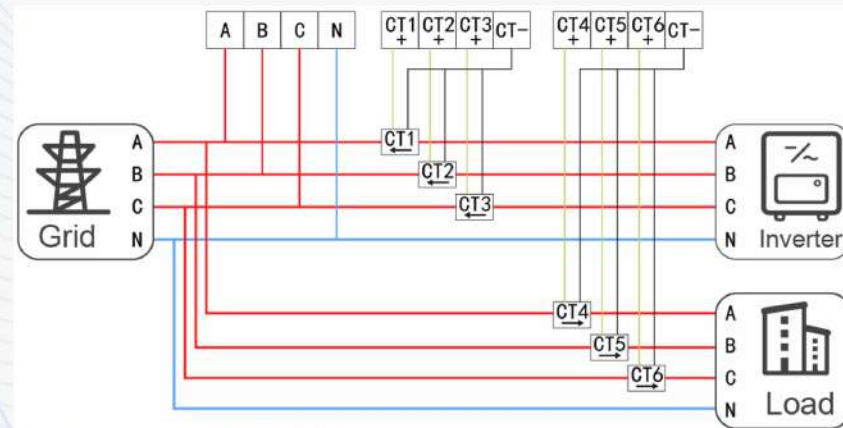 A B C N
CT1 + CT2 + CT3 + CT-
CT4 + CT5 + CT6 + CT-
A CT1 A
B CT2 B
C CT3 C
N N
Grid
Inverter
CT4 A
CT5 B
CT6 C
N
Load